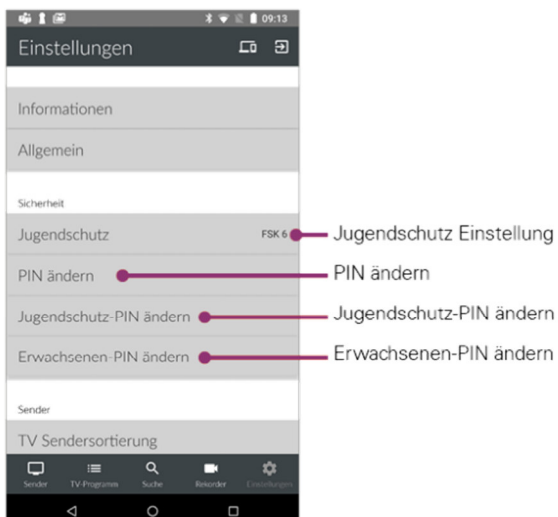 09:13
Einstellungen
Informationen
Allgemein
Sicherheit
Jugendschutz FSK 6 Jugendschutz Einstellung
PIN ändern PIN ändern
Jugendschutz-PIN ändern Jugendschutz-PIN ändern
Erwachsenen-PIN ändern Erwachsenen-PIN ändern
Sender
TV Sendersortierung
Sender TV-Programm Suche Rekorder Einstellungen